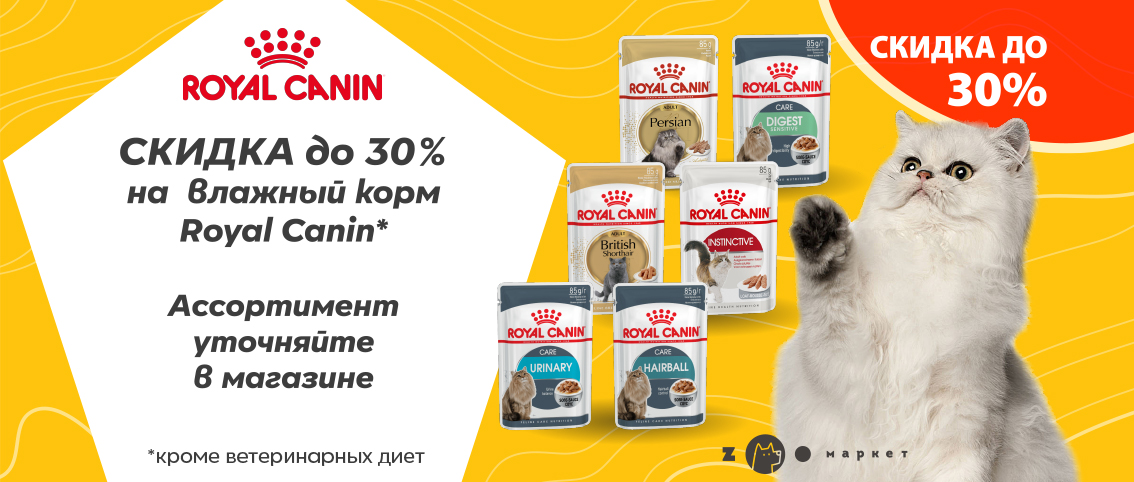 ROYAL CANIN
СКИДКА до 30%
на влажный корм
Royal Canin*
Ассортимент
уточняйте
в магазине
*кроме ветеринарных диет
85g
ROYAL CANIN
ADULT
Persian
85g/г
ROYAL CANIN
CARE
DIGEST
SENSITIVE
ROYAL CANIN
ADULT
British
Shorthair
85g
ROYAL CANIN
INSTINCTIVE
85g/г
ROYAL CANIN
CARE
URINARY
85g/г
ROYAL CANIN
CARE
HAIRBALL
СКИДКА ДО
30%
z маркет